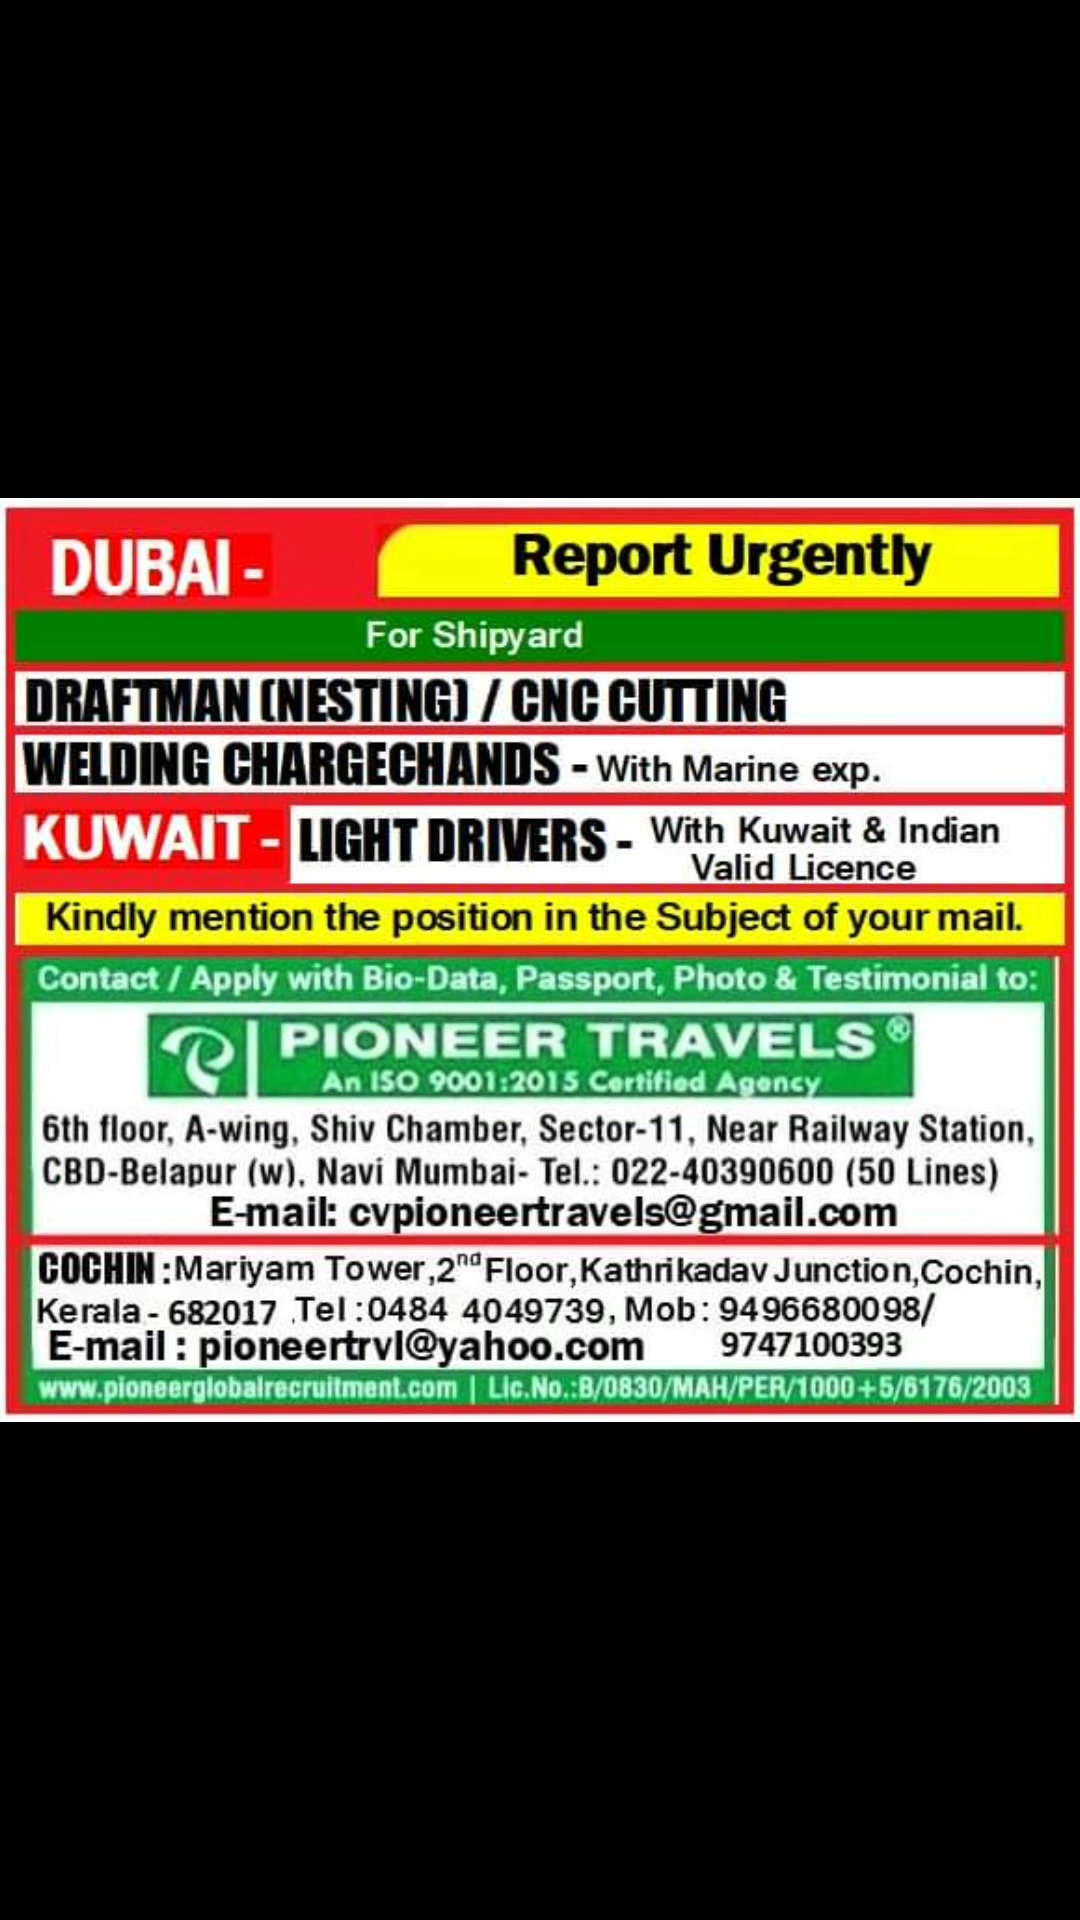 DUBAI -
Report Urgently
For Shipyard
DRAFTMAN (NESTING) / CNC CUTTING
WELDING CHARGECHANDS - With Marine exp.
KUWAIT - LIGHT DRIVERS - With Kuwait & Indian
Valid Licence
Kindly mention the position in the Subject of your mail.
Contact / Apply with Bio-Data, Passport, Photo & Testimonial to:
PIONEER TRAVELS ®
An ISO 9001:2015 Certified Agency
6th floor, A-wing, Shiv Chamber, Sector-11, Near Railway Station,
CBD-Belapur (w), Navi Mumbai- Tel.: 022-40390600 (50 Lines)
E-mail: cvpioneertravels@gmail.com
COCHIN : Mariyam Tower,2nd Floor,Kathrikadav Junction,Cochin,
Kerala - 682017 .Tel :0484 4049739, Mob: 9496680098/
E-mail : pioneertrvl@yahoo.com 9747100393
www.pioneerglobalrecruitment.com | Lic.No.:B/0830/MAH/PER/1000+5/6176/2003